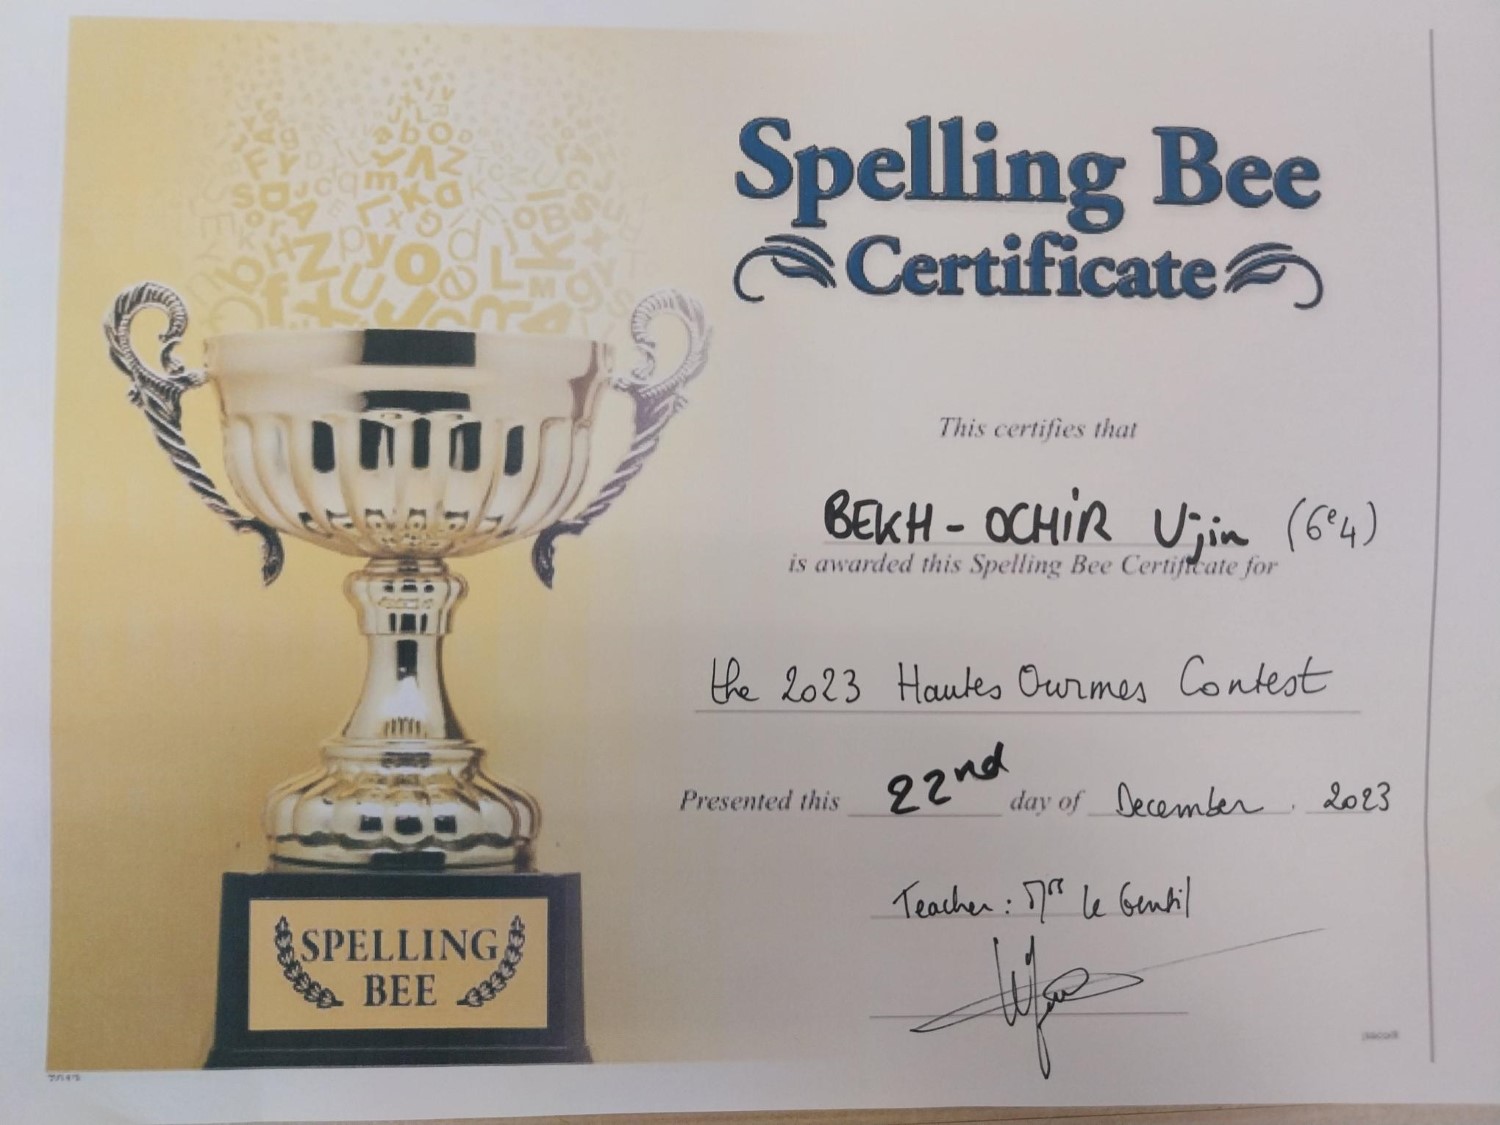 Spelling Bee
Certificate
This certifies that
BEKH - OCHIR Ujin (6e4)
is awarded this Spelling Bee Certificate for
the 2023 Hautes Ourmes Contest
Presented this 22nd day of December . 2023
Teacher: Mrs Le Gentil
SPELLING
BEE